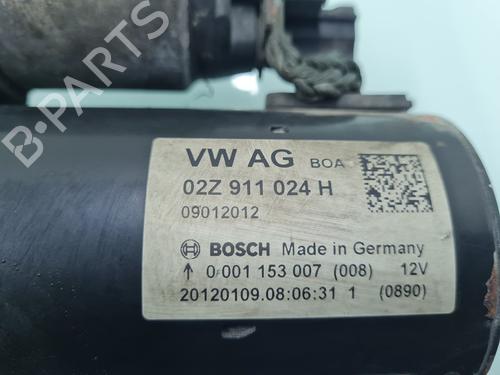 VW AG BOA
02Z 911 024 H
09012012
BOSCH Made in Germany
↑ 0 001 153 007 (008) 12V
20120109.08:06:31 1 (0890)
B-PARTS